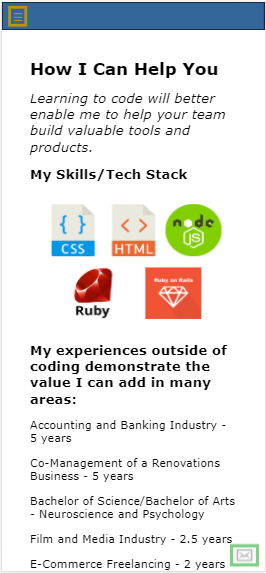 How I Can Help You
Learning to code will better
enable me to help your team
build valuable tools and
products.
My Skills/Tech Stack
{ }
CSS
< >
HTML
node
JS
Ruby
Ruby on Rails
My experiences outside of
coding demonstrate the
value I can add in many
areas:
Accounting and Banking Industry -
5 years
Co-Management of a Renovations
Business - 5 years
Bachelor of Science/Bachelor of Arts
- Neuroscience and Psychology
Film and Media Industry - 2.5 years
E-Commerce Freelancing - 2 years